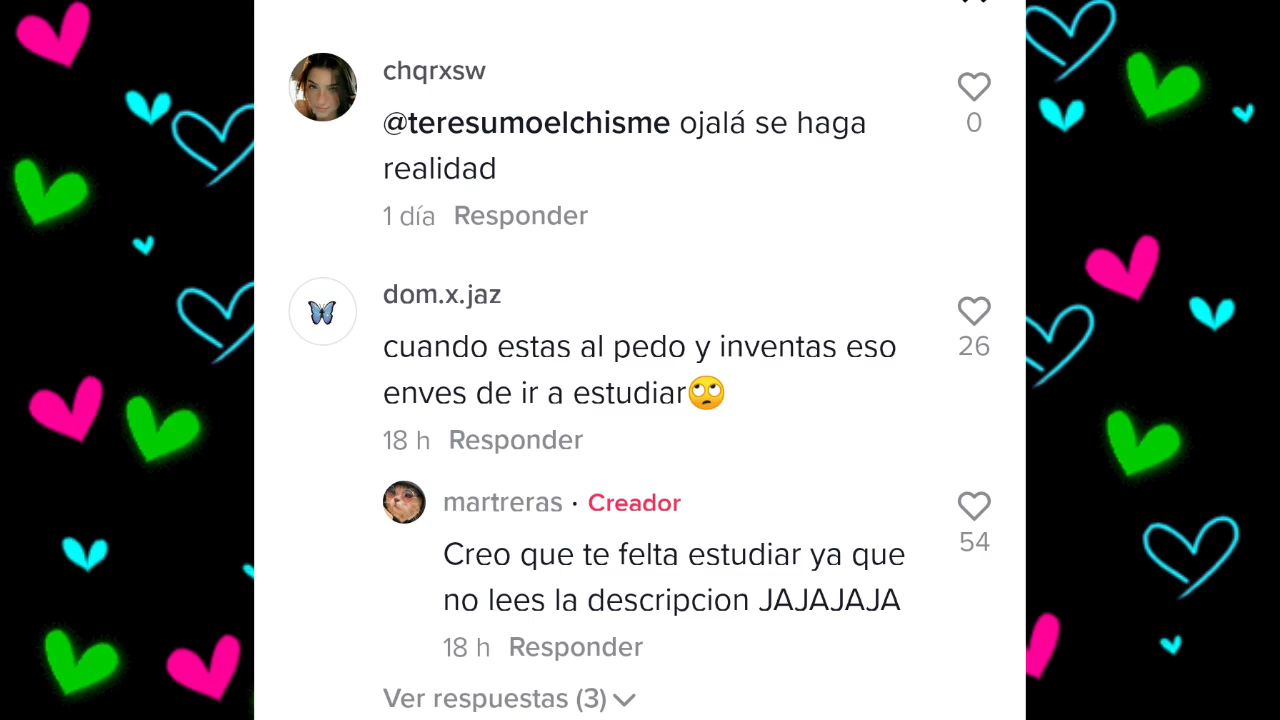 chqrxsw
@teresumoelchisme ojalá se haga
realidad
0
1 día Responder
dom.x.jaz
cuando estas al pedo y inventas eso
enves de ir a estudiar🙄
26
18 h Responder
martreras · Creador
Creo que te felta estudiar ya que
no lees la descripcion JAJAJAJA
54
18 h Responder
Ver respuestas (3)